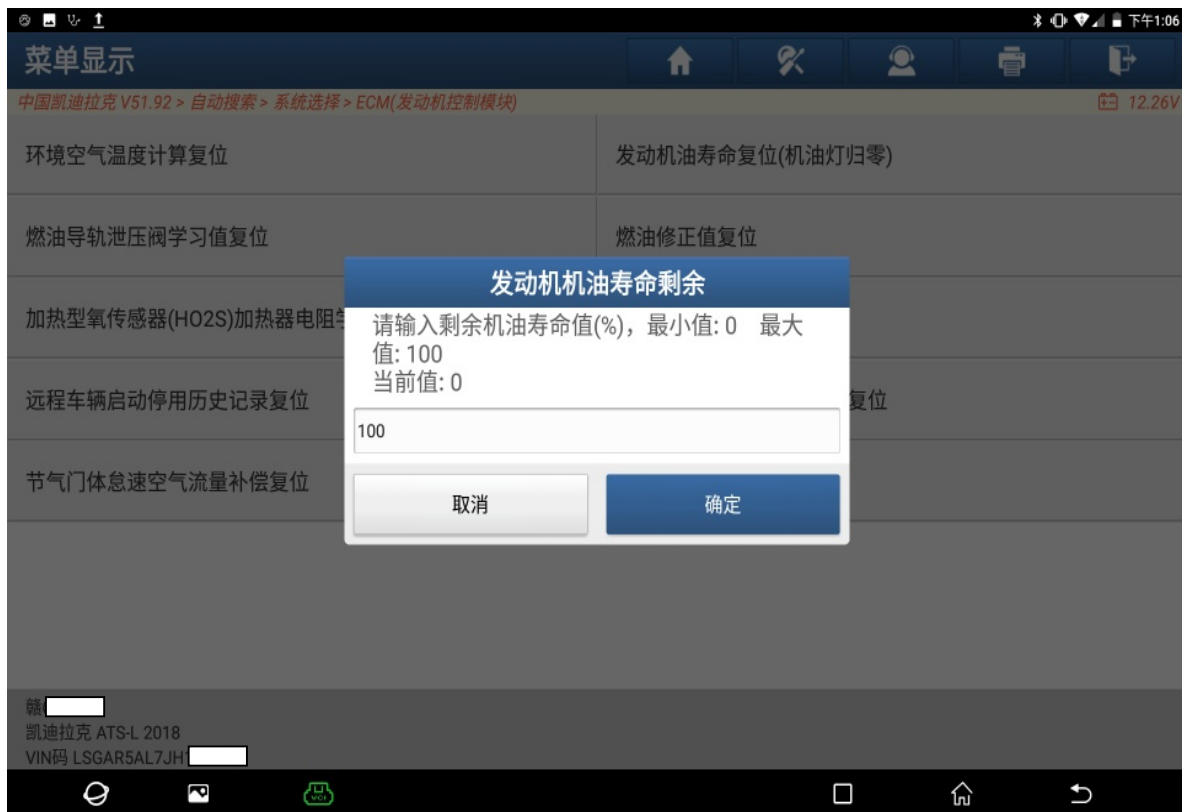 下午1:06
菜单显示
中国凯迪拉克 V51.92 > 自动搜索 > 系统选择 > ECM(发动机控制模块)
12.26V
环境空气温度计算复位
发动机油寿命复位(机油灯归零)
燃油导轨泄压阀学习值复位
燃油修正值复位
发动机机油寿命剩余
加热型氧传感器(HO2S)加热器电阻学
请输入剩余机油寿命值(%)，最小值: 0 最大
值: 100
当前值: 0
远程车辆启动停用历史记录复位
复位
100
节气门体怠速空气流量补偿复位
取消
确定
赣
凯迪拉克 ATS-L 2018
VIN码 LSGAR5AL7JH1
VCI